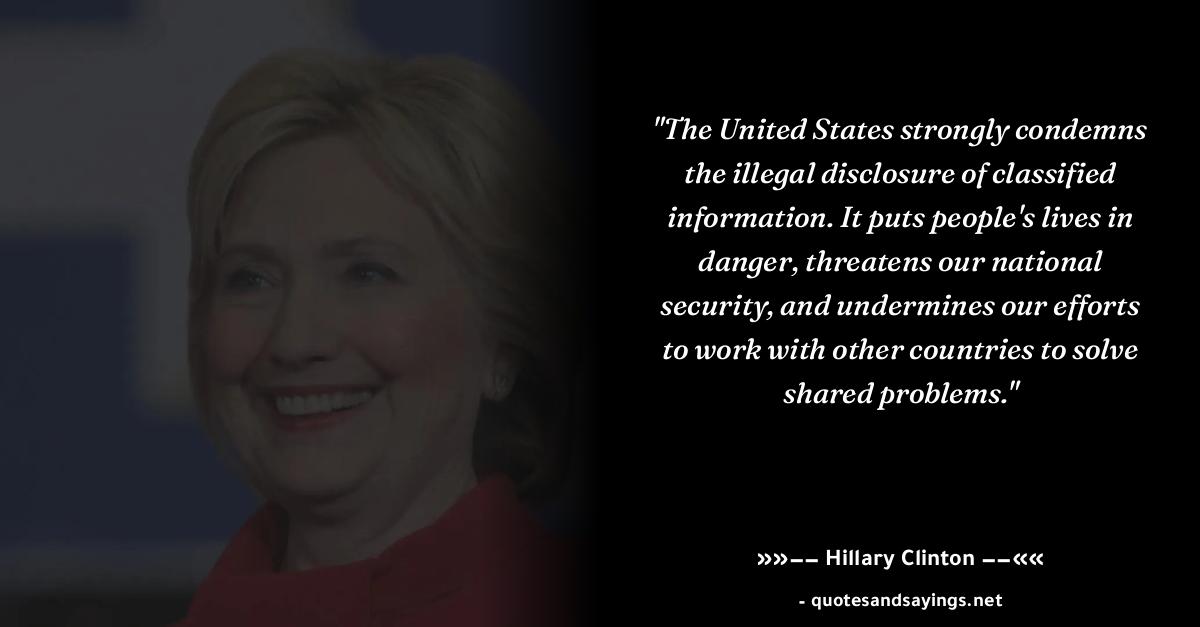 "The United States strongly condemns
the illegal disclosure of classified
information. It puts people's lives in
danger, threatens our national
security, and undermines our efforts
to work with other countries to solve
shared problems."
»»−− Hillary Clinton −−««
- quotesandsayings.net